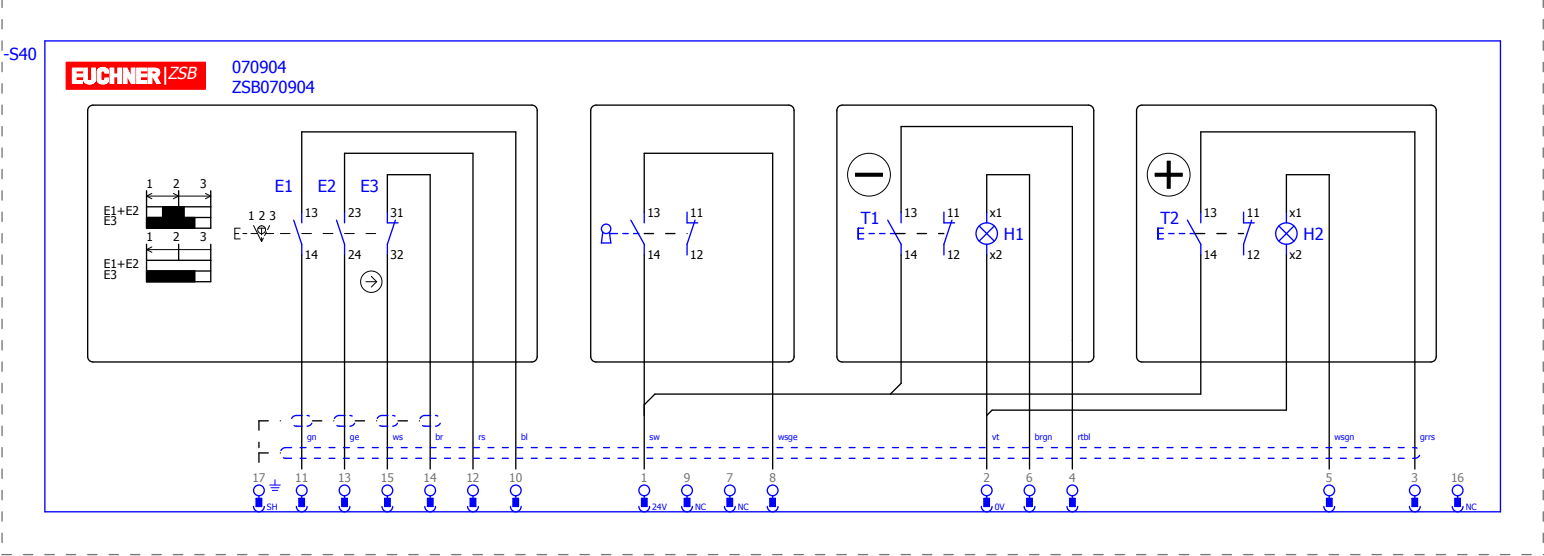 -S40
EUCHNER ZSB
070904
ZSB070904
E1 E2 E3
1 2 3
E1+E2
E3
1 2 3
E1+E2
E3
1 2 3
E
13 23 31
14 24 32
13 11
14 12
T1
E
13 11 x1
H1
14 12 x2
T2
E
13 11 x1
H2
14 12 x2
gn ge ws br rs bl sw wsge vt brgn rtbl wsgn grrs
17 11 13 15 14 12 10 1 9 7 8 2 6 4 5 3 16
SH 24V NC NC 0V NC